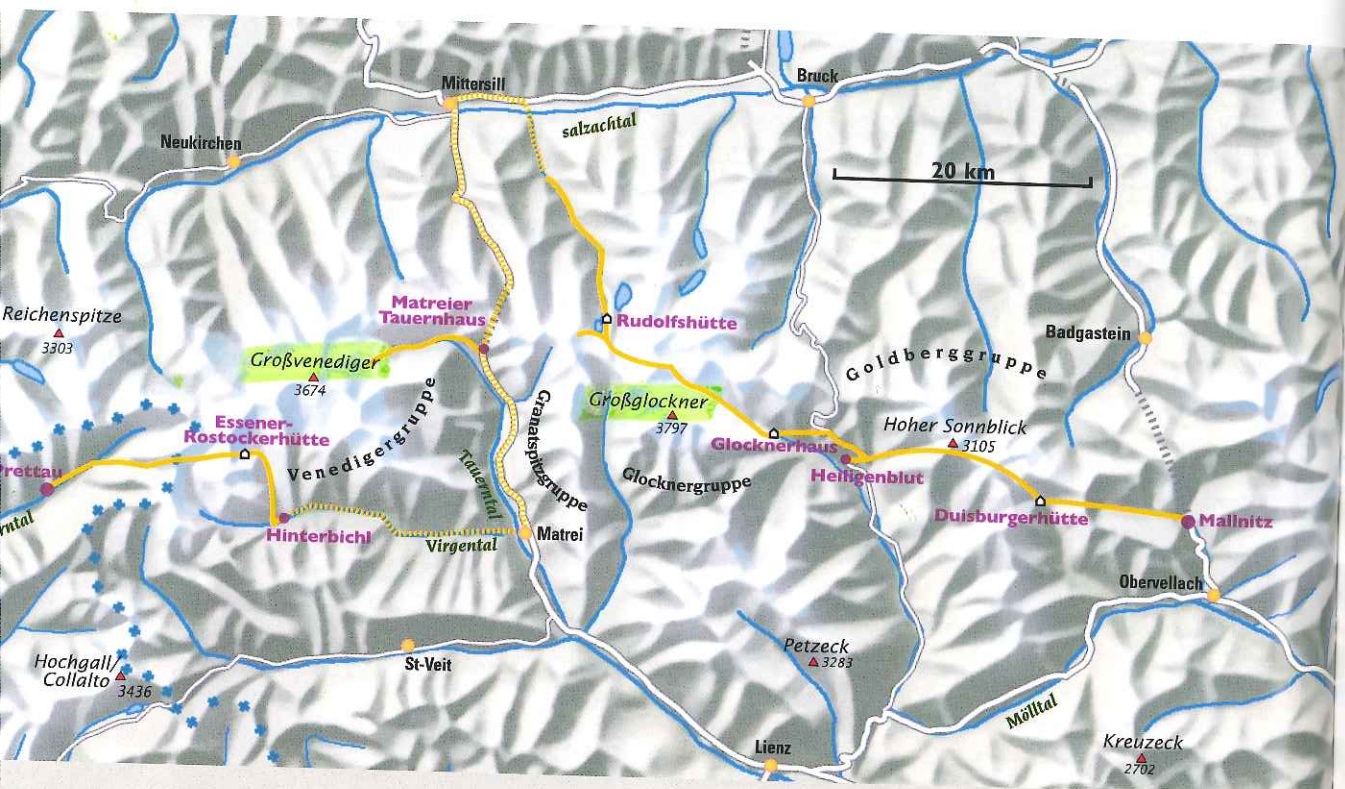 Mittersill
Bruck
salzachtal
Neukirchen
20 km
Reichenspitze
3303
Matreier
Tauernhaus
Rudolfshütte
Badgastein
Großvenediger
3674
Goldberggruppe
Großglockner
3797
Essener-
Rostockerhütte
Venedigergruppe
Granatspitzgruppe
Hoher Sonnblick
3105
Glocknerhaus
Heiligenblut
Prettau
Tauerntal
Glocknergruppe
Duisburgerhütte
Mallnitz
rntal
Hinterbichl
Virgental
Matrei
Obervellach
Hochgall/
Collalto
3436
St-Veit
Petzeck
3283
Mölltal
Lienz
Kreuzeck
2702